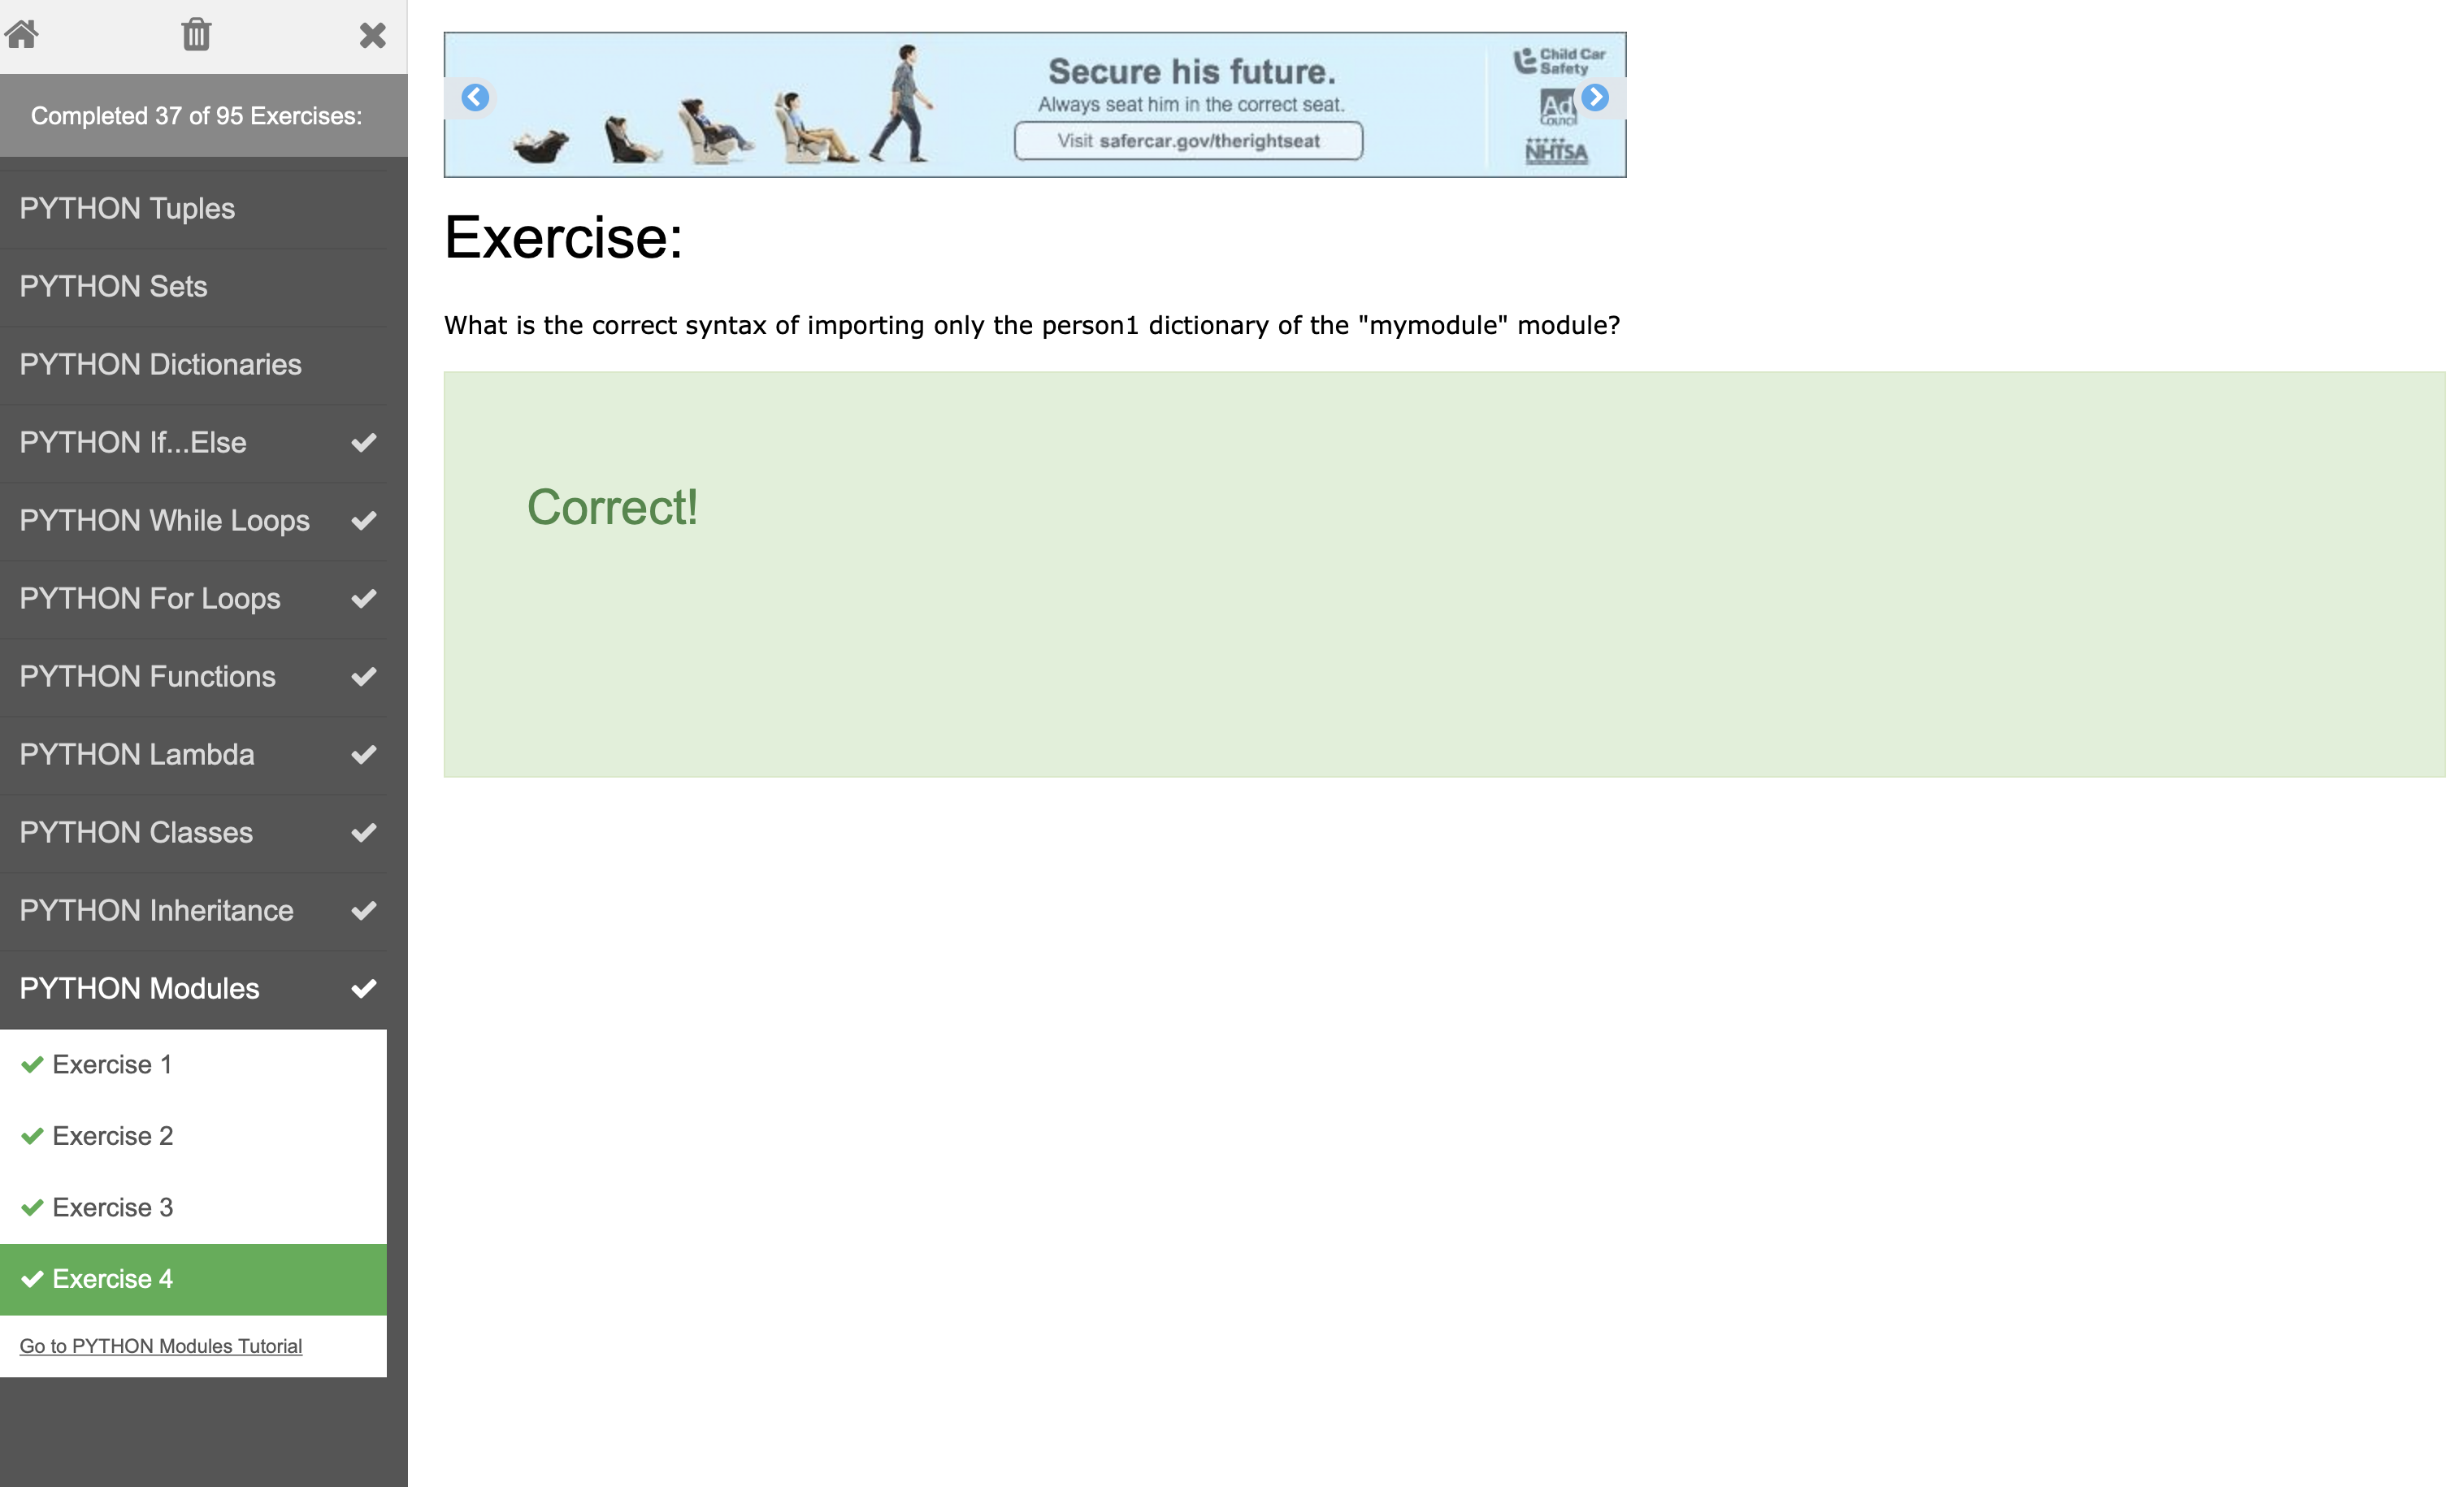 Completed 37 of 95 Exercises:
PYTHON Tuples
PYTHON Sets
PYTHON Dictionaries
PYTHON If...Else
PYTHON While Loops
PYTHON For Loops
PYTHON Functions
PYTHON Lambda
PYTHON Classes
PYTHON Inheritance
PYTHON Modules
Exercise 1
Exercise 2
Exercise 3
Exercise 4
Go to PYTHON Modules Tutorial
Secure his future.
Always seat him in the correct seat.
Visit safercar.gov/therightseat
Child Car
Safety
Ad
Council
NHTSA
Exercise:
What is the correct syntax of importing only the person1 dictionary of the "mymodule" module?
Correct!